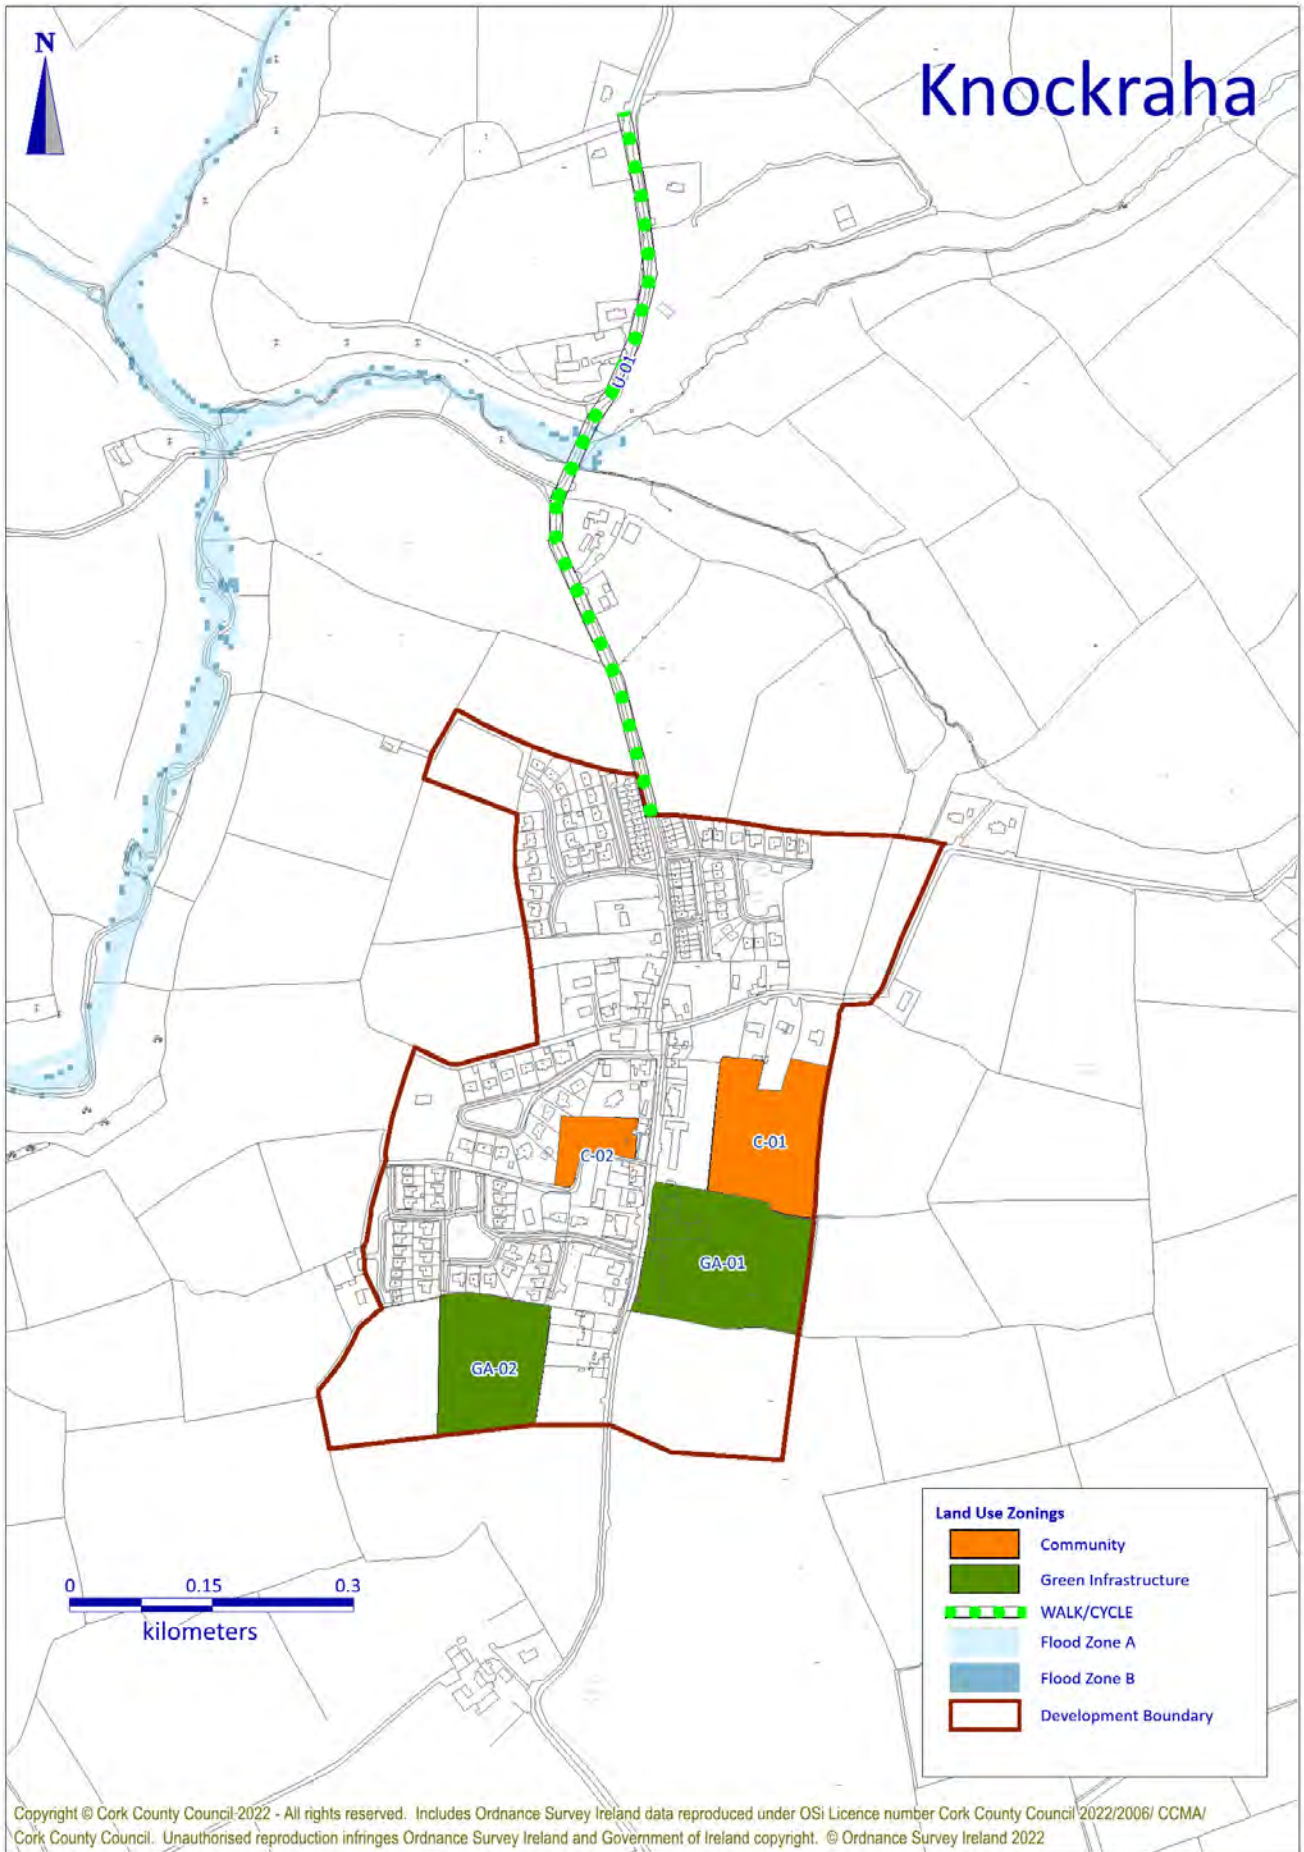 N
Knockraha
U-01
C-01
C-02
GA-01
GA-02
Land Use Zonings
Community
Green Infrastructure
WALK/CYCLE
Flood Zone A
Flood Zone B
Development Boundary
0 0.15 0.3
kilometers
Copyright © Cork County Council 2022 - All rights reserved. Includes Ordnance Survey Ireland data reproduced under OSi Licence number Cork County Council 2022/2006/ CCMA/
Cork County Council. Unauthorised reproduction infringes Ordnance Survey Ireland and Government of Ireland copyright. © Ordnance Survey Ireland 2022